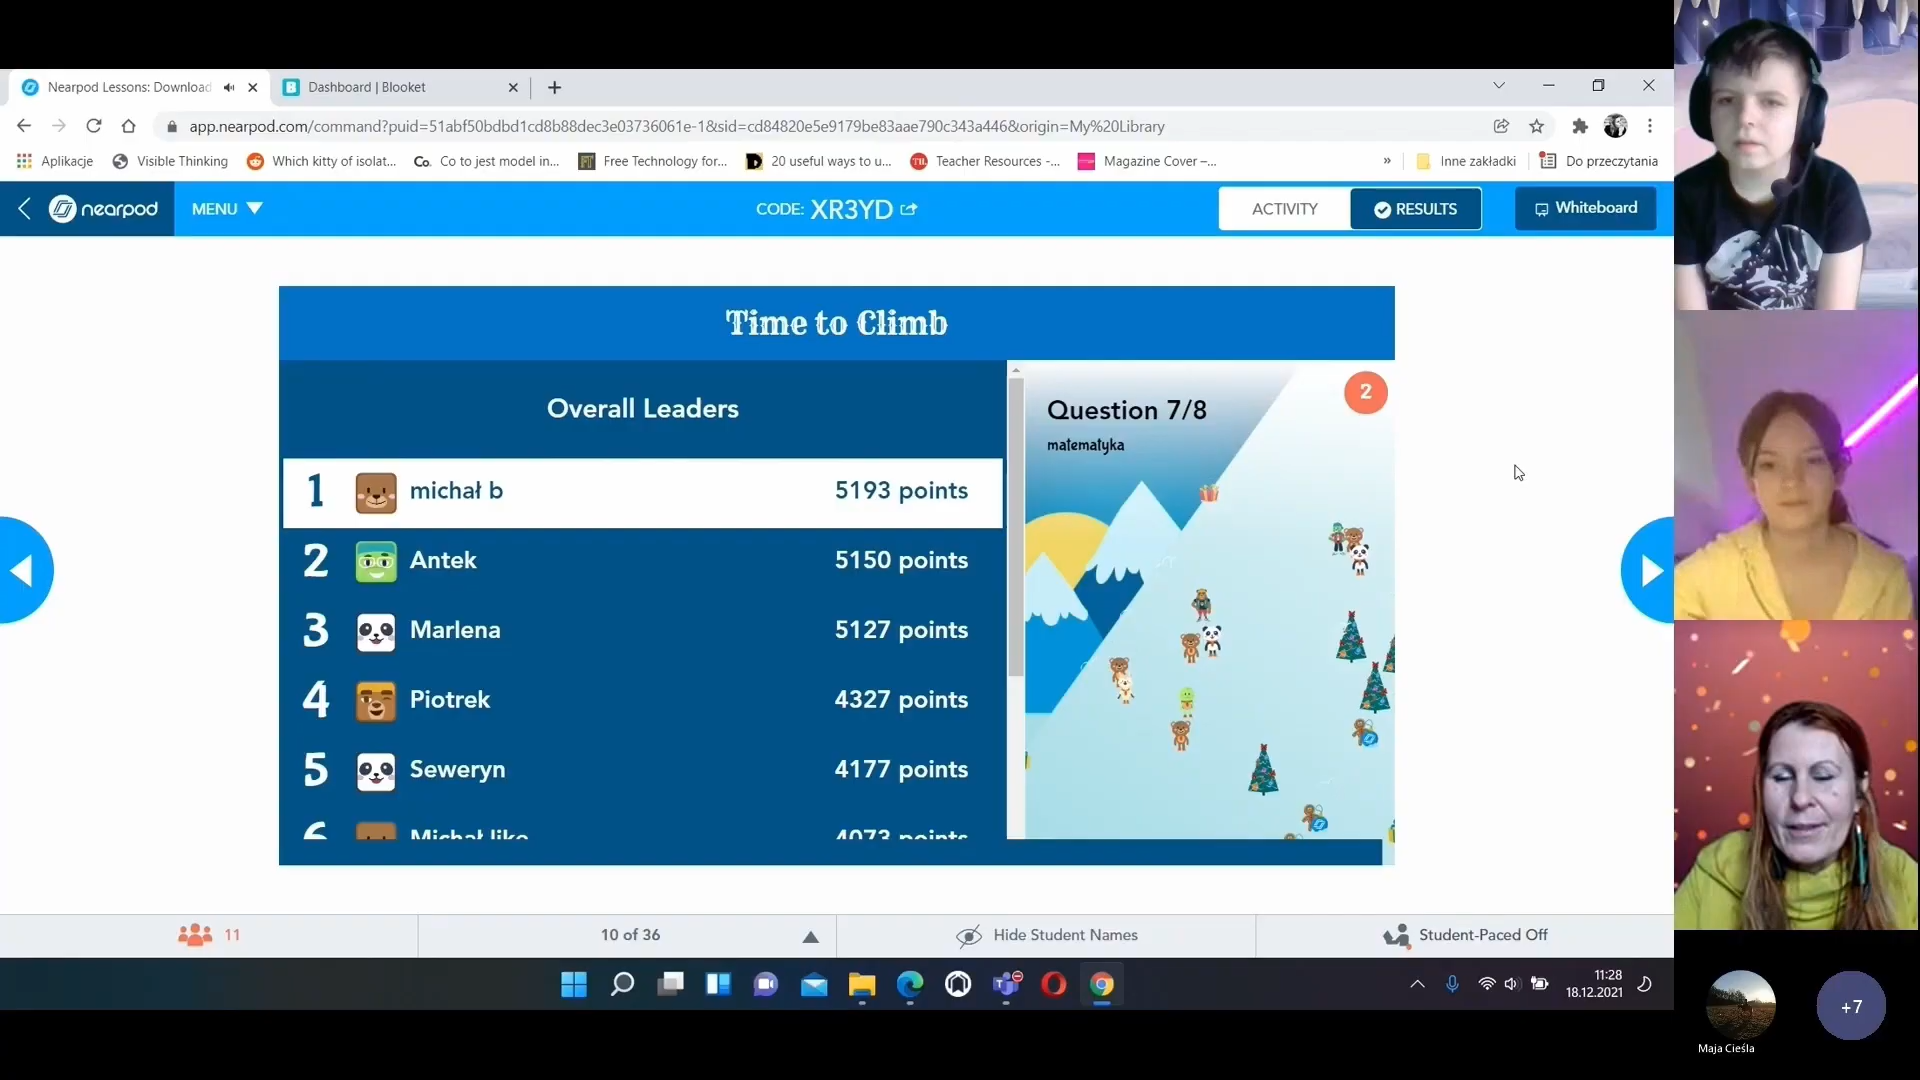 Nearpod Lessons: Download
Dashboard | Blooket
app.nearpod.com/command?puid=51abf50bdbd1cd8b88dec3e03736061e-1&sid=cd84820e5e9179be83aae790c343a446&origin=My%20Library
Aplikacje
Visible Thinking
Which kitty of isolat...
Co to jest model in...
Free Technology for...
20 useful ways to u...
Teacher Resources -...
Magazine Cover –...
»
Inne zakładki
Do przeczytania
nearpod
MENU
CODE: XR3YD
ACTIVITY
RESULTS
Whiteboard
Time to Climb
Overall Leaders
1 michał b 5193 points
2 Antek 5150 points
3 Marlena 5127 points
4 Piotrek 4327 points
5 Seweryn 4177 points
6 Michał like 4073 points
Question 7/8
matematyka
2
11
10 of 36
Hide Student Names
Student-Paced Off
11:28
18.12.2021
Maja Cieśla
+7